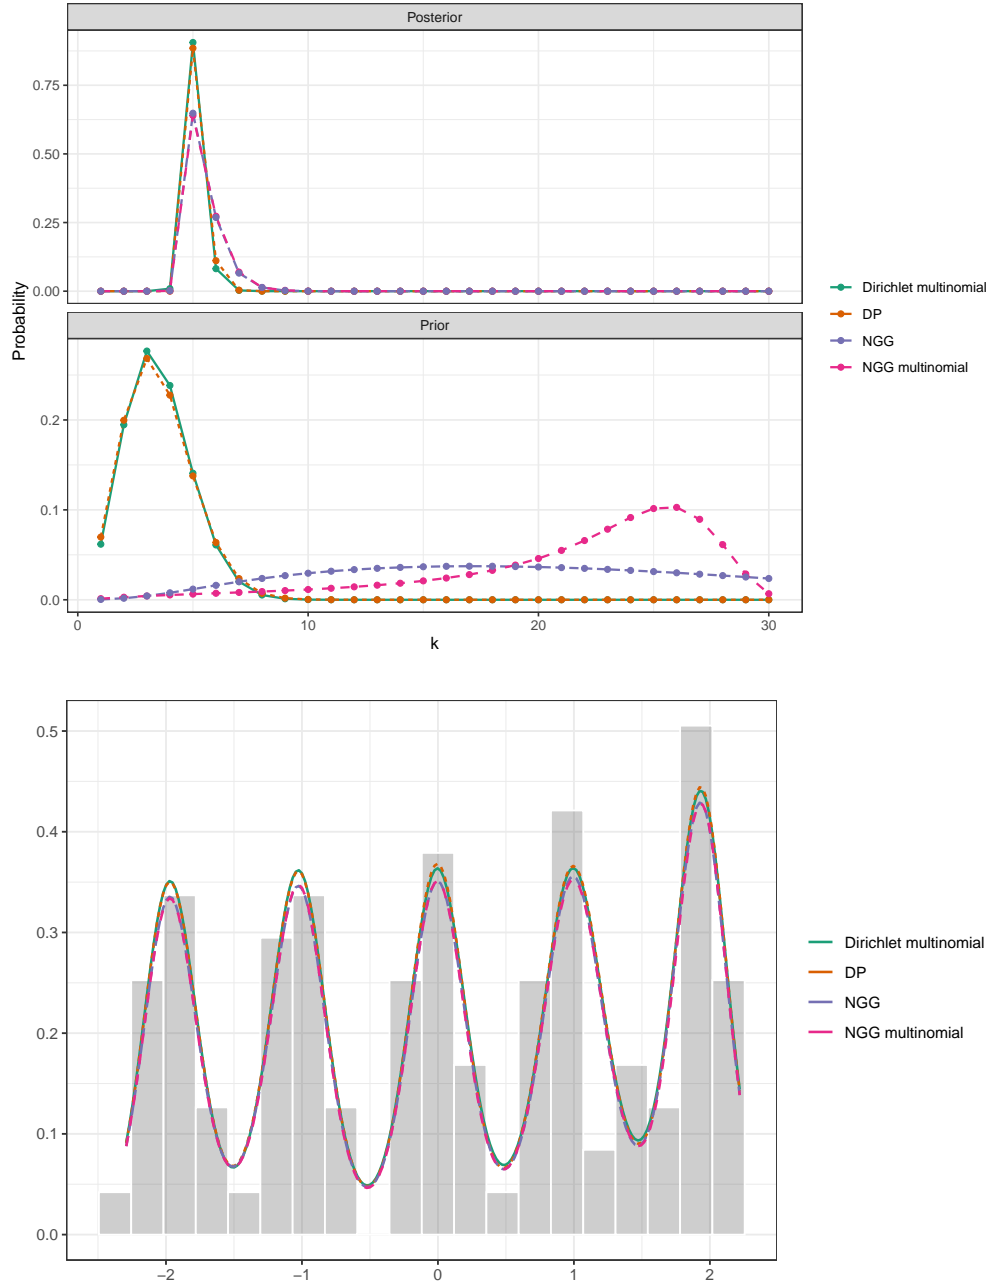 Posterior
0.75
0.50
0.25
0.00
Probability
Prior
0.2
0.1
0.0
0 10 20 30
k
Dirichlet multinomial
DP
NGG
NGG multinomial
0.5
0.4
0.3
0.2
0.1
0.0
−2 −1 0 1 2
Dirichlet multinomial
DP
NGG
NGG multinomial